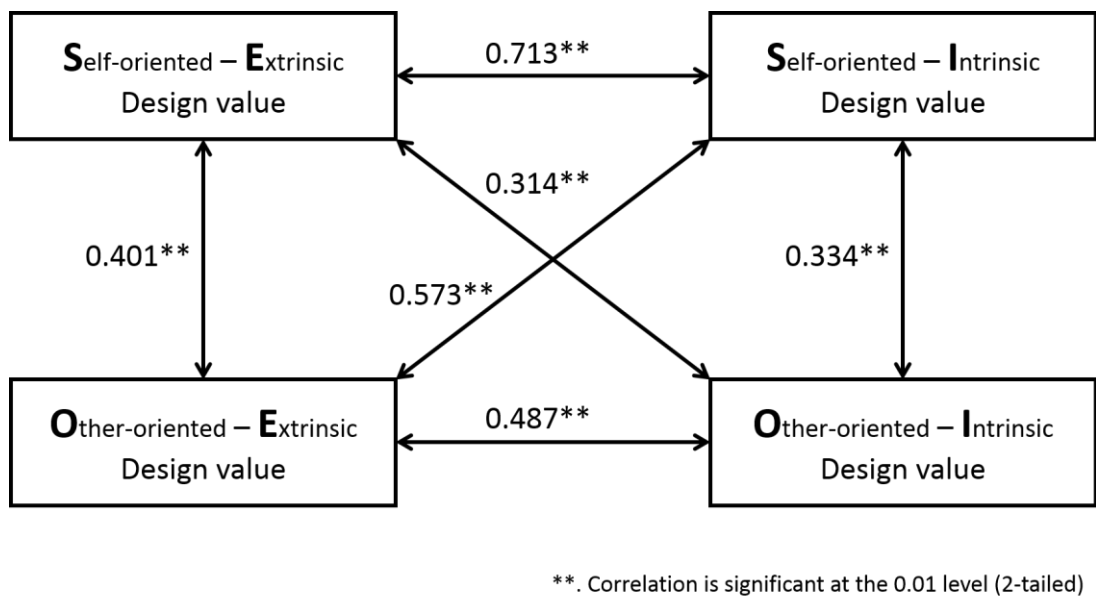 Self-oriented – Extrinsic
Design value
0.713**
Self-oriented – Intrinsic
Design value
0.314**
0.401**
0.334**
0.573**
Other-oriented – Extrinsic
Design value
0.487**
Other-oriented – Intrinsic
Design value
**. Correlation is significant at the 0.01 level (2-tailed)